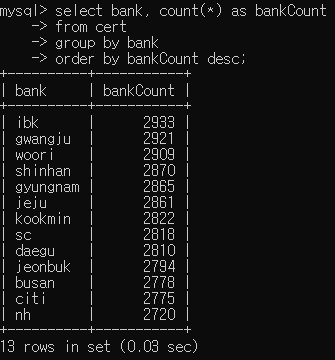 mysql> select bank, count(*) as bankCount
    -> from cert
    -> group by bank
    -> order by bankCount desc;
+----------+-----------+
| bank     | bankCount |
+----------+-----------+
| ibk      |      2933 |
| gwangju  |      2921 |
| woori    |      2909 |
| shinhan  |      2870 |
| gyungnam |      2865 |
| jeju     |      2861 |
| kookmin  |      2822 |
| sc       |      2818 |
| daegu    |      2810 |
| jeonbuk  |      2794 |
| busan    |      2778 |
| citi     |      2775 |
| nh       |      2720 |
+----------+-----------+
13 rows in set (0.03 sec)